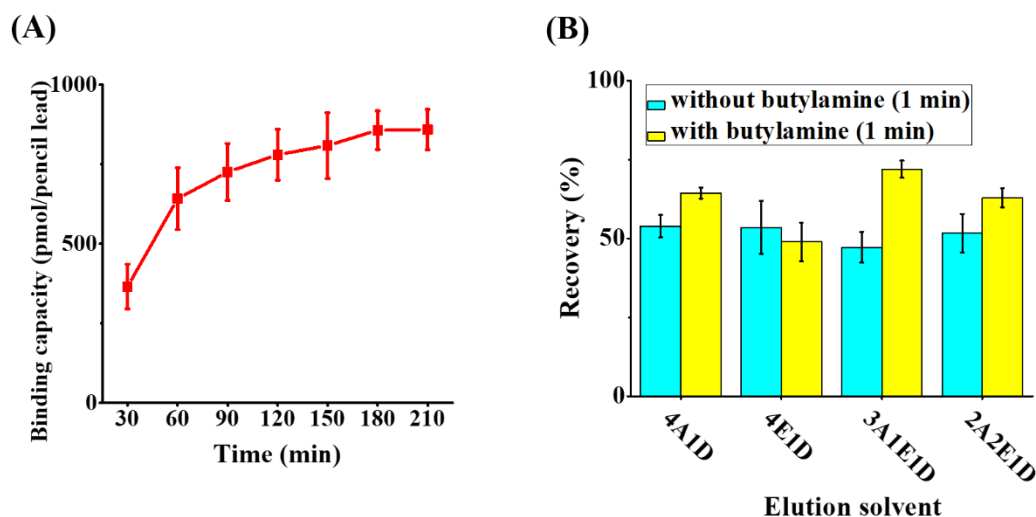 (A)
Binding capacity (pmol/pencil lead)
1000
500
0
30 60 90 120 150 180 210
Time (min)
(B)
Recovery (%)
100
50
0
without butylamine (1 min)
with butylamine (1 min)
4A1D 4E1D 3A1E1D 2A2E1D
Elution solvent